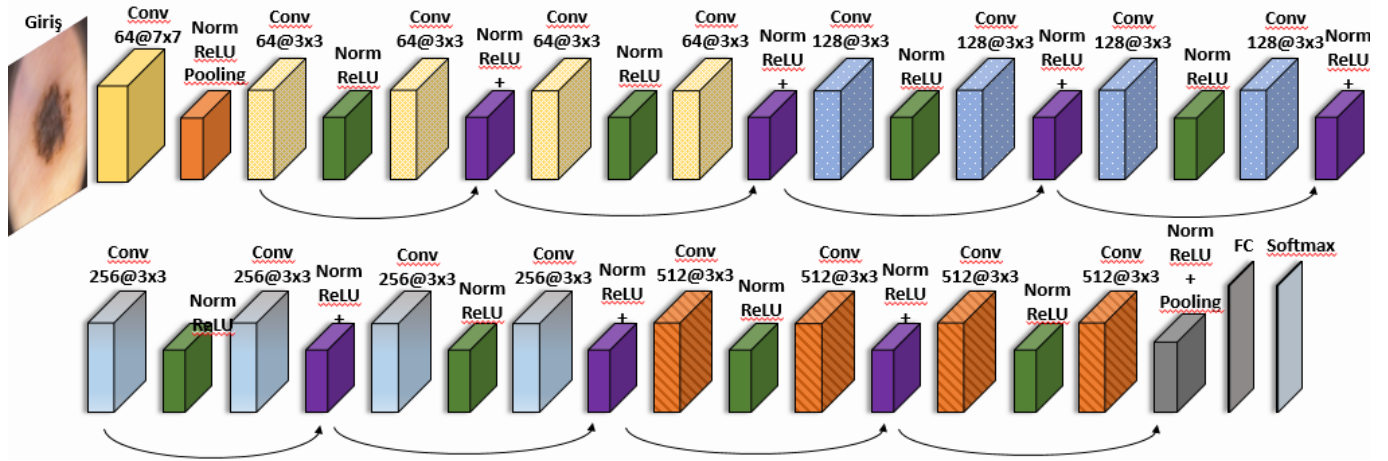 Giriş
Conv
64@7x7
Norm
ReLU
Pooling
Conv
64@3x3
Norm
ReLU
Conv
64@3x3
Norm
ReLU
+
Conv
64@3x3
Norm
ReLU
Conv
64@3x3
Norm
ReLU
+
Conv
128@3x3
Norm
ReLU
Conv
128@3x3
Norm
ReLU
+
Conv
128@3x3
Norm
ReLU
Conv
128@3x3
Norm
ReLU
+
Conv
256@3x3
Norm
ReLU
Conv
256@3x3
Norm
ReLU
+
Conv
256@3x3
Norm
ReLU
Conv
256@3x3
Norm
ReLU
+
Conv
512@3x3
Norm
ReLU
Conv
512@3x3
Norm
ReLU
+
Conv
512@3x3
Norm
ReLU
Conv
512@3x3
Norm
ReLU
+
Pooling
FC
Softmax